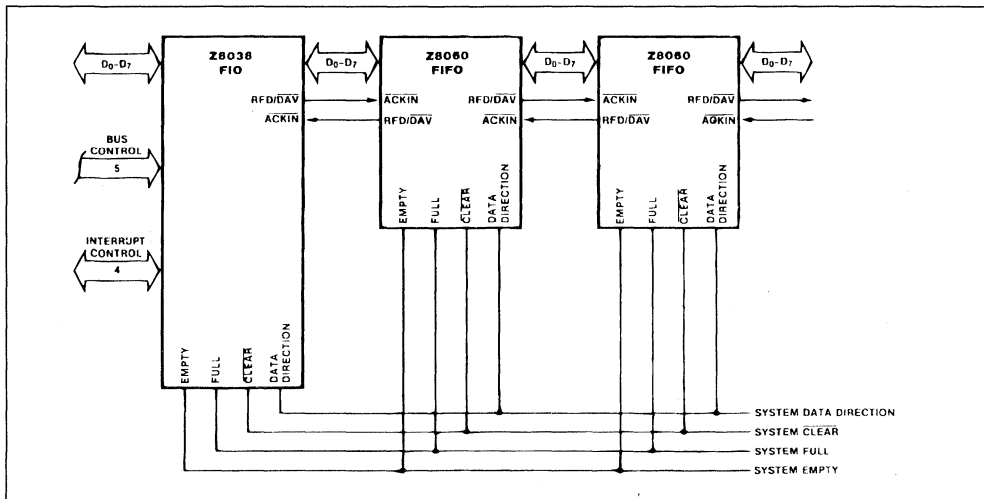 D0-D7
Z8038
FIO
D0-D7
Z8060
FIFO
D0-D7
Z8060
FIFO
D0-D7
RFD/DAV
ACKIN
RFD/DAV
ACKIN
RFD/DAV
ACKIN
RFD/DAV
ACKIN
RFD/DAV
ACKIN
BUS
CONTROL
5
INTERRUPT
CONTROL
4
EMPTY
FULL
CLEAR
DATA
DIRECTION
EMPTY
FULL
CLEAR
DATA
DIRECTION
EMPTY
FULL
CLEAR
DATA
DIRECTION
SYSTEM DATA DIRECTION
SYSTEM CLEAR
SYSTEM FULL
SYSTEM EMPTY